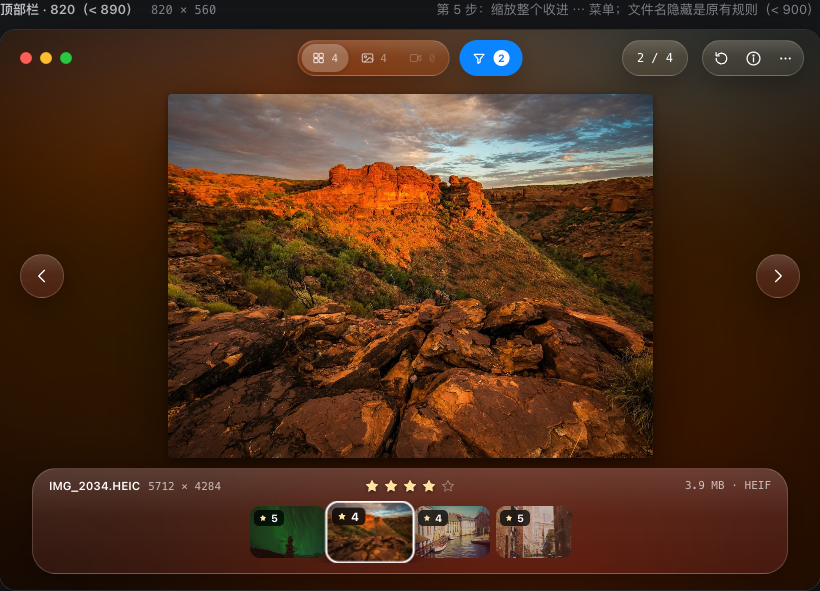 顶部栏 · 820（< 890） 820 × 560
第 5 步：缩放整个收进 ··· 菜单；文件名隐藏是原有规则（< 900）
4 4 0 2 2 / 4
IMG_2034.HEIC 5712 × 4284 3.9 MB · HEIF
★ 5 ★ 4 ★ 4 ★ 5